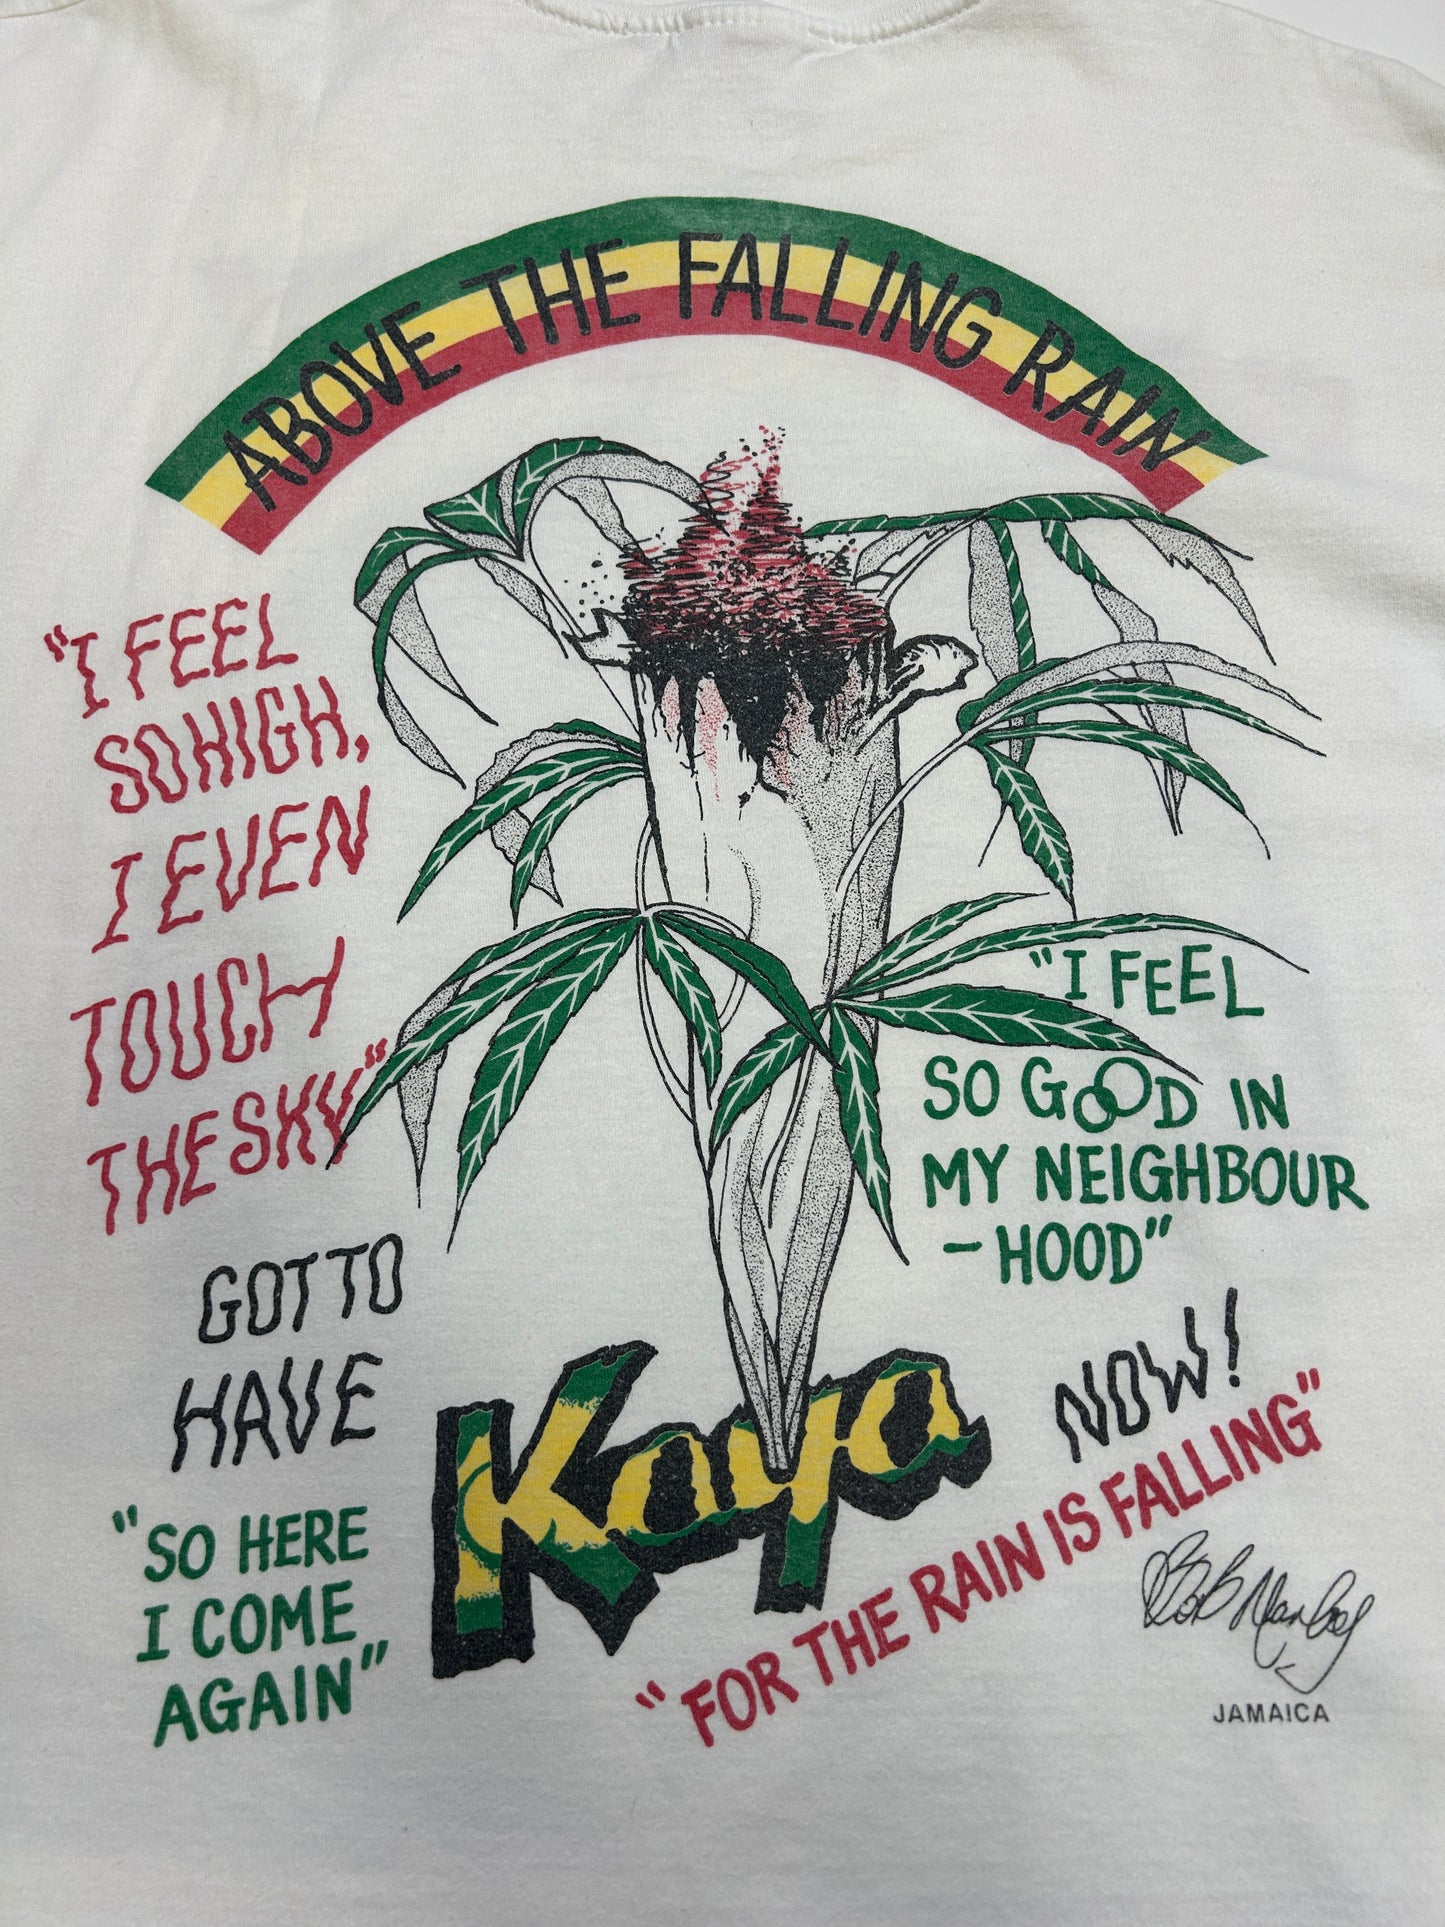 ABOVE THE FALLING RAIN
"I FEEL
SO HIGH,
I EVEN
TOUCH
THE SKY"
"I FEEL
SO GOOD IN
MY NEIGHBOUR
-HOOD"
GOT TO
HAVE
Kaya
NOW!
"SO HERE
I COME
AGAIN"
"FOR THE RAIN IS FALLING"
Bob Marley
JAMAICA